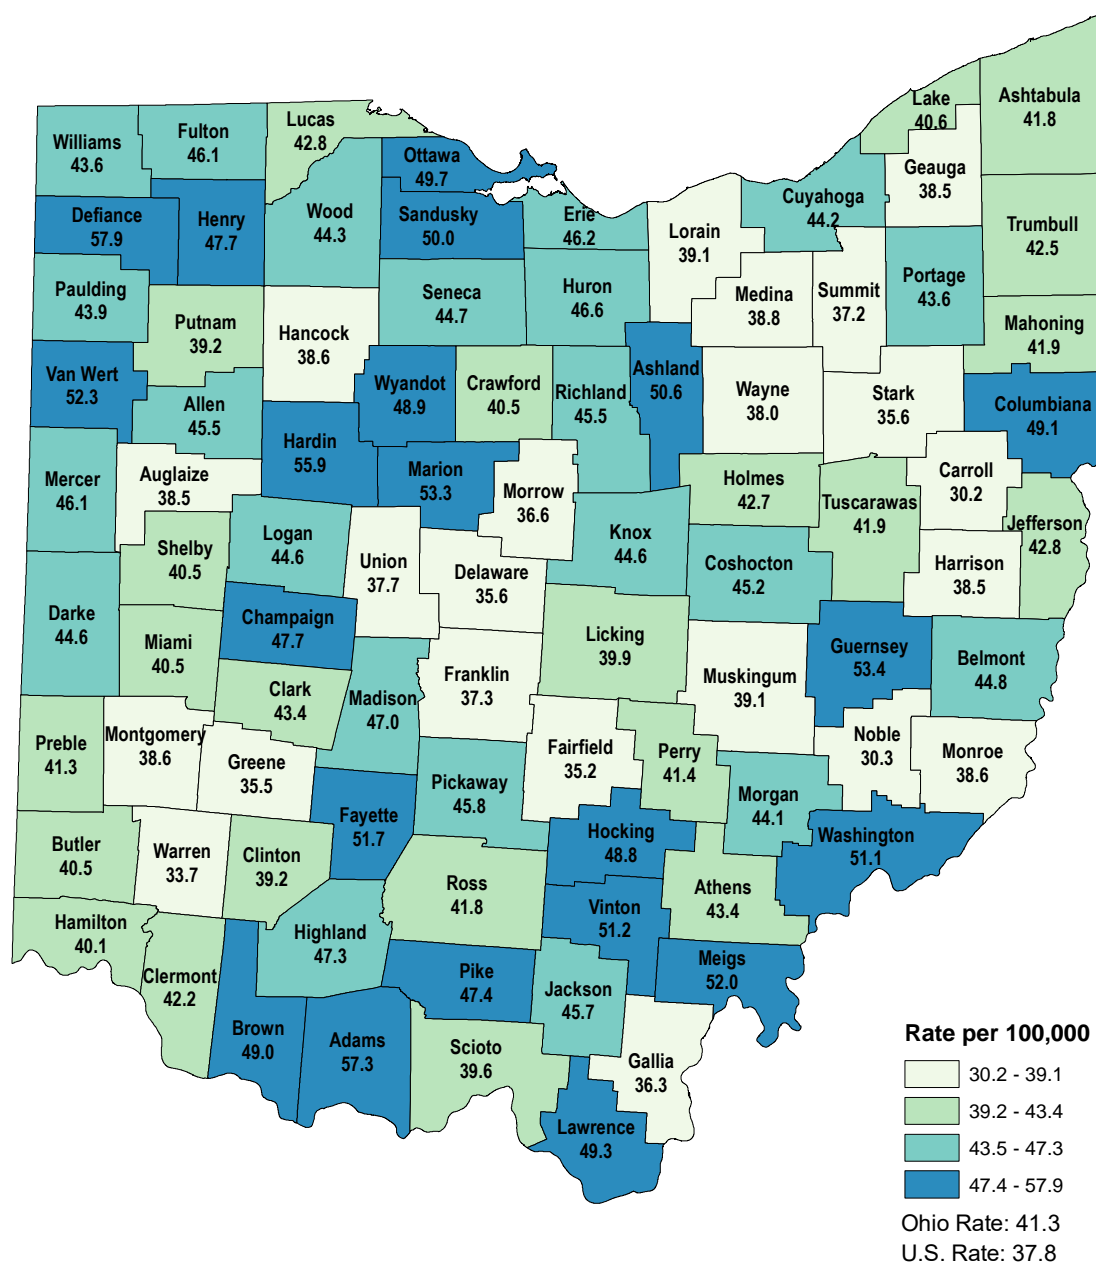 Lake
40.6
Ashtabula
41.8
Williams
43.6
Fulton
46.1
Lucas
42.8
Ottawa
49.7
Geauga
38.5
Cuyahoga
44.2
Defiance
57.9
Henry
47.7
Wood
44.3
Sandusky
50.0
Erie
46.2
Lorain
39.1
Trumbull
42.5
Paulding
43.9
Putnam
39.2
Hancock
38.6
Seneca
44.7
Huron
46.6
Medina
38.8
Summit
37.2
Portage
43.6
Mahoning
41.9
Van Wert
52.3
Allen
45.5
Wyandot
48.9
Crawford
40.5
Richland
45.5
Ashland
50.6
Wayne
38.0
Stark
35.6
Columbiana
49.1
Mercer
46.1
Auglaize
38.5
Hardin
55.9
Marion
53.3
Morrow
36.6
Holmes
42.7
Tuscarawas
41.9
Carroll
30.2
Jefferson
42.8
Shelby
40.5
Logan
44.6
Union
37.7
Delaware
35.6
Knox
44.6
Coshocton
45.2
Harrison
38.5
Darke
44.6
Miami
40.5
Champaign
47.7
Licking
39.9
Guernsey
53.4
Belmont
44.8
Clark
43.4
Madison
47.0
Franklin
37.3
Muskingum
39.1
Preble
41.3
Montgomery
38.6
Greene
35.5
Fairfield
35.2
Perry
41.4
Noble
30.3
Monroe
38.6
Fayette
51.7
Pickaway
45.8
Morgan
44.1
Butler
40.5
Warren
33.7
Clinton
39.2
Hocking
48.8
Washington
51.1
Ross
41.8
Athens
43.4
Hamilton
40.1
Highland
47.3
Vinton
51.2
Clermont
42.2
Pike
47.4
Jackson
45.7
Meigs
52.0
Brown
49.0
Adams
57.3
Scioto
39.6
Gallia
36.3
Lawrence
49.3
Rate per 100,000
30.2 - 39.1
39.2 - 43.4
43.5 - 47.3
47.4 - 57.9
Ohio Rate: 41.3
U.S. Rate: 37.8